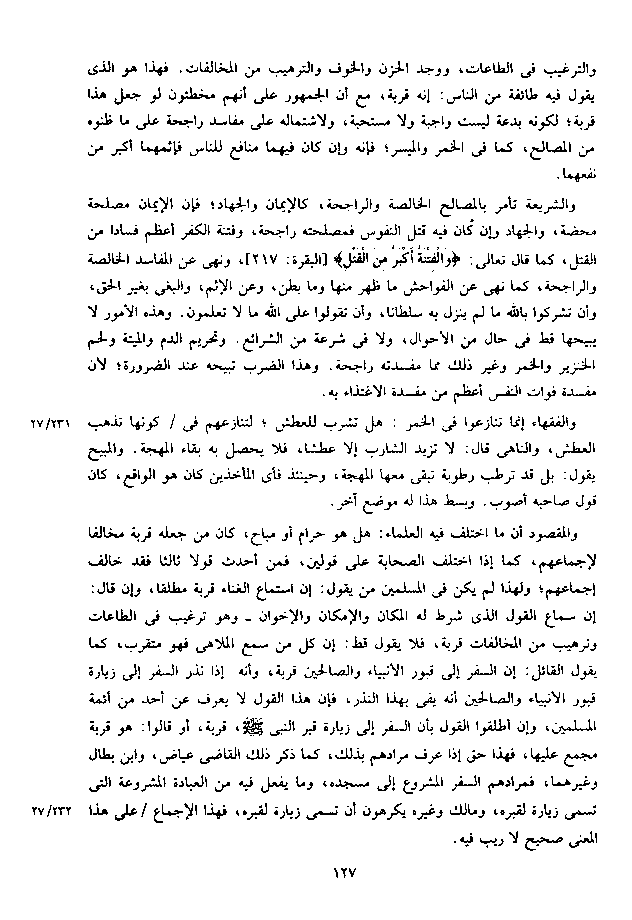 والترغيب فى الطاعات، ووجد الحزن والخوف والترهيب من المخالفات. فهذا هو الذى
يقول فيه طائفة من الناس: إنه قربة، مع أن الجمهور على أنهم مخطئون لو جعل هذا
قربة؛ لكونه بدعة ليست واجبة ولا مستحبة، ولاشتماله على مفاسد راجحة على ما ظنوه
من المصالح، كما فى الخمر والميسر؛ فإنه وإن كان فيهما منافع للناس فإثمهما أكبر من
نفعهما.
والشريعة تأمر بالمصالح الخالصة والراجحة، كالإيمان والجهاد؛ فإن الإيمان مصلحة
محضة، والجهاد وإن كان فيه قتل النفوس فمصلحته راجحة، وفتنة الكفر أعظم فسادا من
القتل، كما قال تعالى: ﴿وَالْفِتْنَةُ أَكْبَرُ مِنَ الْقَتْلِ﴾ [البقرة: ٢١٧]، ونهى عن المفاسد الخالصة
والراجحة، كما نهى عن الفواحش ما ظهر منها وما بطن، وعن الإثم، والبغى بغير الحق،
وأن تشركوا بالله ما لم ينزل به سلطانا، وأن تقولوا على الله ما لا تعلمون. وهذه الأمور لا
يبيحها قط فى حال من الأحوال، ولا فى شرعة من الشرائع. وتحريم الدم والميتة ولحم
الخنزير والخمر وغير ذلك مما مفسدته راجحة. وهذا الضرب تبيحه عند الضرورة؛ لأن
مفسدة فوات النفس أعظم من مفسدة الاغتذاء به.
والفقهاء إنما تنازعوا فى الخمر : هل تشرب للعطش ؛ لتنازعهم فى / كونها تذهب ٢٧/٢٣١
العطش، والناهى قال: لا تزيد الشارب إلا عطشا، فلا يحصل به بقاء المهجة. والمبيح
يقول: بل قد ترطب رطوبة تبقى معها المهجة، وحينئذ فأى المأخذين كان هو الواقع، كان
قول صاحبه أصوب. وبسط هذا له موضع آخر.
والمقصود أن ما اختلف فيه العلماء: هل هو حرام أو مباح، كان من جعله قربة مخالفا
لإجماعهم، كما إذا اختلف الصحابة على قولين، فمن أحدث قولا ثالثا فقد خالف
إجماعهم؛ ولهذا لم يكن فى المسلمين من يقول: إن استماع الغناء قربة مطلقا، وإن قال:
إن سماع القول الذى شرط له المكان والإمكان والإخوان ـ وهو ترغيب فى الطاعات
وترهيب من المخالفات قربة، فلا يقول قط: إن كل من سمع الملاهى فهو متقرب، كما
يقول القائل: إن السفر إلى قبور الأنبياء والصالحين قربة، وأنه إذا نذر السفر إلى زيارة
قبور الأنبياء والصالحين أنه يفى بهذا النذر، فإن هذا القول لا يعرف عن أحد من أئمة
المسلمين، وإن أطلقوا القول بأن السفر إلى زيارة قبر النبى ﷺ، قربة، أو قالوا: هو قربة
مجمع عليها، فهذا حق إذا عرف مرادهم بذلك، كما ذكر ذلك القاضى عياض، وابن بطال
وغيرهما، فمرادهم السفر المشروع إلى مسجده، وما يفعل فيه من العبادة المشروعة التى
تسمى زيارة لقبره، ومالك وغيره يكرهون أن تسمى زيارة لقبره، فهذا الإجماع / على هذا ٢٧/٢٣٢
المعنى صحيح لا ريب فيه.
١٢٧